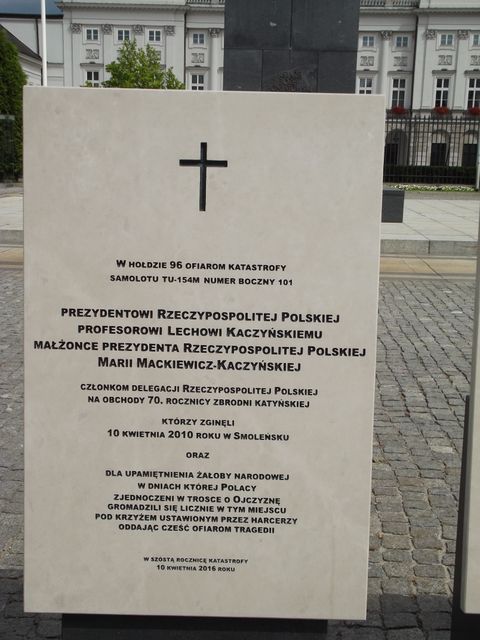 W HOŁDZIE 96 OFIAROM KATASTROFY
SAMOLOTU TU-154M NUMER BOCZNY 101
PREZYDENTOWI RZECZYPOSPOLITEJ POLSKIEJ
PROFESOROWI LECHOWI KACZYŃSKIEMU
MAŁŻONCE PREZYDENTA RZECZYPOSPOLITEJ POLSKIEJ
MARII MACKIEWICZ-KACZYŃSKIEJ
CZŁONKOM DELEGACJI RZECZYPOSPOLITEJ POLSKIEJ
NA OBCHODY 70. ROCZNICY ZBRODNI KATYŃSKIEJ
KTÓRZY ZGINĘLI
10 KWIETNIA 2010 ROKU W SMOLEŃSKU
ORAZ
DLA UPAMIĘTNIENIA ŻAŁOBY NARODOWEJ
W DNIACH KTÓREJ POLACY
ZJEDNOCZENI W TROSCE O OJCZYZNĘ
GROMADZILI SIĘ LICZNIE W TYM MIEJSCU
POD KRZYŻEM USTAWIONYM PRZEZ HARCERZY
ODDAJĄC CZEŚĆ OFIAROM TRAGEDII
W SZÓSTĄ ROCZNICĘ KATASTROFY
10 KWIETNIA 2016 ROKU